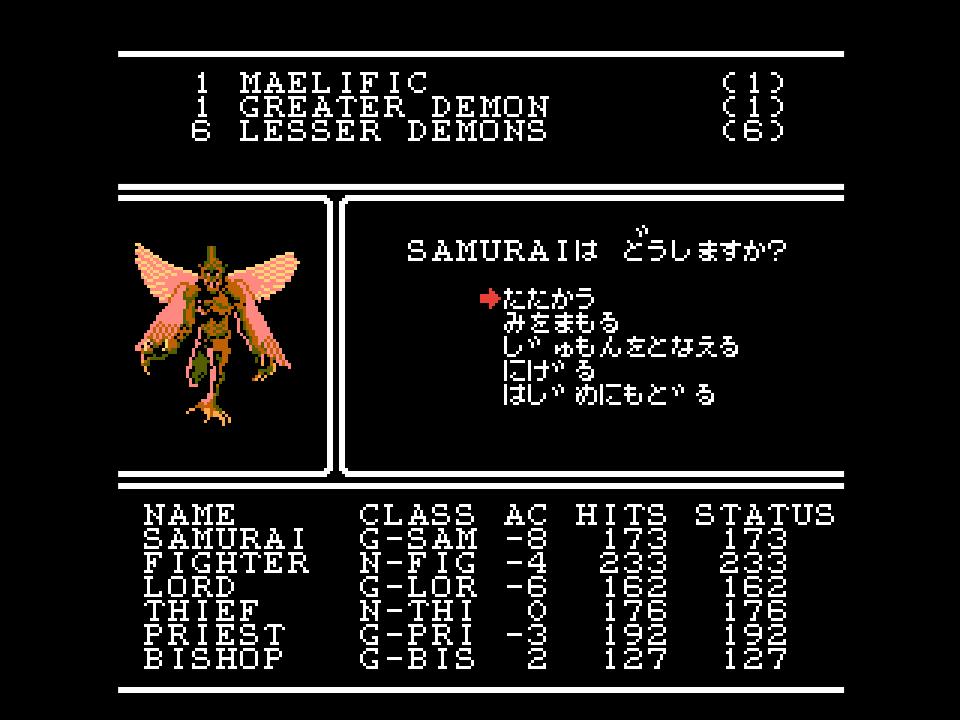 1 MAELIFIC (1)
1 GREATER DEMON (1)
6 LESSER DEMONS (6)
SAMURAIは どうしますか?
たたかう
みをまもる
じゅもんをとなえる
にげる
はじめにもどる
NAME CLASS AC HITS STATUS
SAMURAI G-SAM -8 173 173
FIGHTER N-FIG -4 233 233
LORD G-LOR -6 162 162
THIEF N-THI 0 176 176
PRIEST G-PRI -3 192 192
BISHOP G-BIS 2 127 127